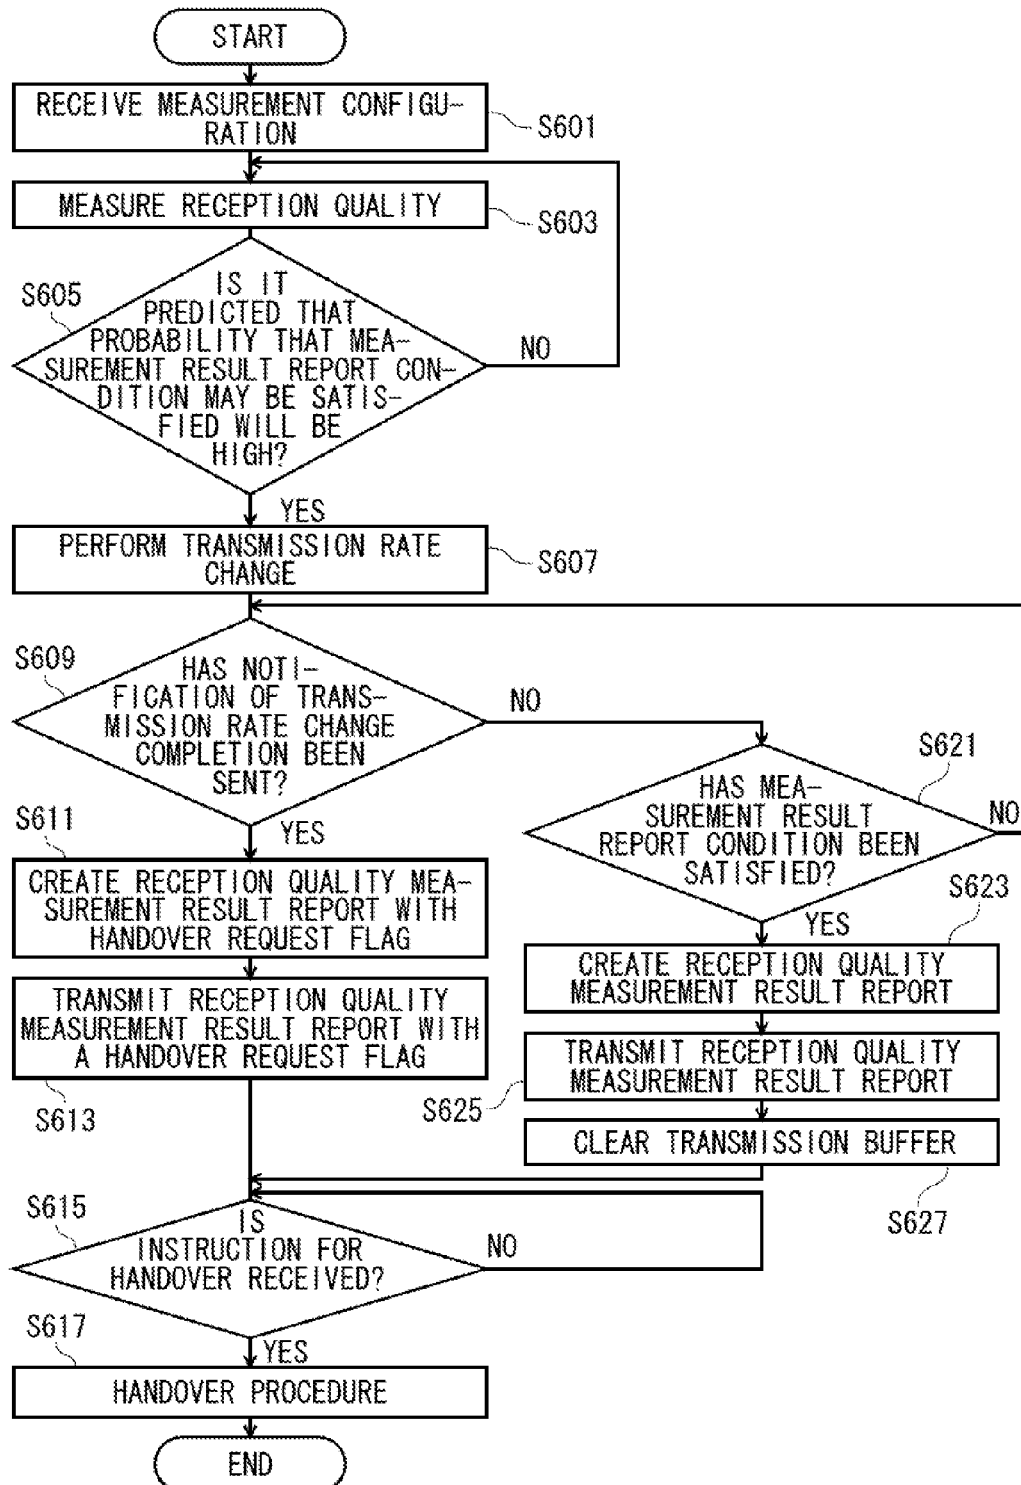 START
RECEIVE MEASUREMENT CONFIGU-
RATION
S601
MEASURE RECEPTION QUALITY
S603
S605
IS IT
PREDICTED THAT
PROBABILITY THAT MEA-
SUREMENT RESULT REPORT CON-
DITION MAY BE SATIS-
FIED WILL BE
HIGH?
NO
YES
PERFORM TRANSMISSION RATE
CHANGE
S607
S609
HAS NOTI-
FICATION OF TRANS-
MISSION RATE CHANGE
COMPLETION BEEN
SENT?
NO
YES
S621
HAS MEA-
SUREMENT RESULT
REPORT CONDITION BEEN
SATISFIED?
NO
YES
S611
CREATE RECEPTION QUALITY MEA-
SUREMENT RESULT REPORT WITH
HANDOVER REQUEST FLAG
S623
CREATE RECEPTION QUALITY
MEASUREMENT RESULT REPORT
TRANSMIT RECEPTION QUALITY
MEASUREMENT RESULT REPORT WITH
A HANDOVER REQUEST FLAG
S613
TRANSMIT RECEPTION QUALITY
MEASUREMENT RESULT REPORT
S625
CLEAR TRANSMISSION BUFFER
S627
S615
IS
INSTRUCTION FOR
HANDOVER RECEIVED?
NO
YES
S617
HANDOVER PROCEDURE
END